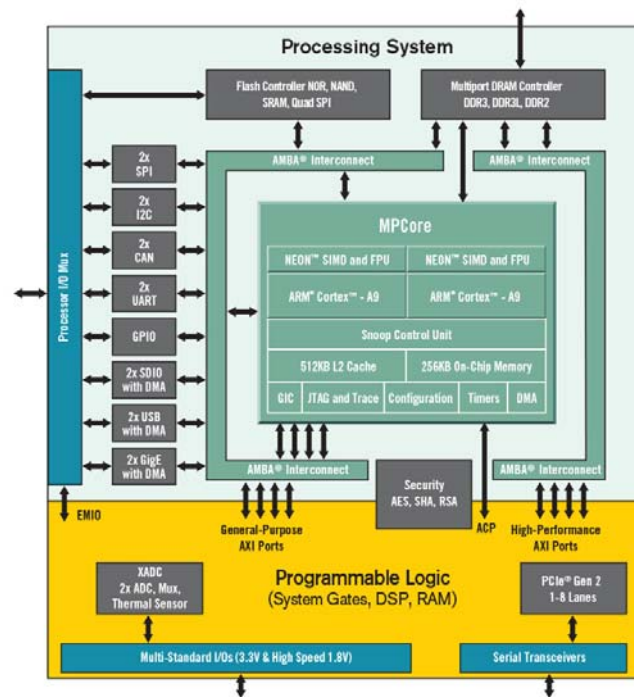 Processing System
Flash Controller NOR, NAND,
SRAM, Quad SPI
Multiport DRAM Controller
DDR3, DDR3L, DDR2
Processor I/O Mux
2x
SPI
2x
I2C
2x
CAN
2x
UART
GPIO
2x SDIO
with DMA
2x USB
with DMA
2x GigE
with DMA
AMBA® Interconnect
AMBA® Interconnect
MPCore
NEON™ SIMD and FPU
NEON™ SIMD and FPU
ARM® Cortex™ - A9
ARM® Cortex™ - A9
Snoop Control Unit
512KB L2 Cache
256KB On-Chip Memory
GIC
JTAG and Trace
Configuration
Timers
DMA
AMBA® Interconnect
AMBA® Interconnect
Security
AES, SHA, RSA
EMIO
General-Purpose
AXI Ports
ACP
High-Performance
AXI Ports
XADC
2x ADC, Mux,
Thermal Sensor
Programmable Logic
(System Gates, DSP, RAM)
PCIe® Gen 2
1-8 Lanes
Multi-Standard I/Os (3.3V & High Speed 1.8V)
Serial Transceivers